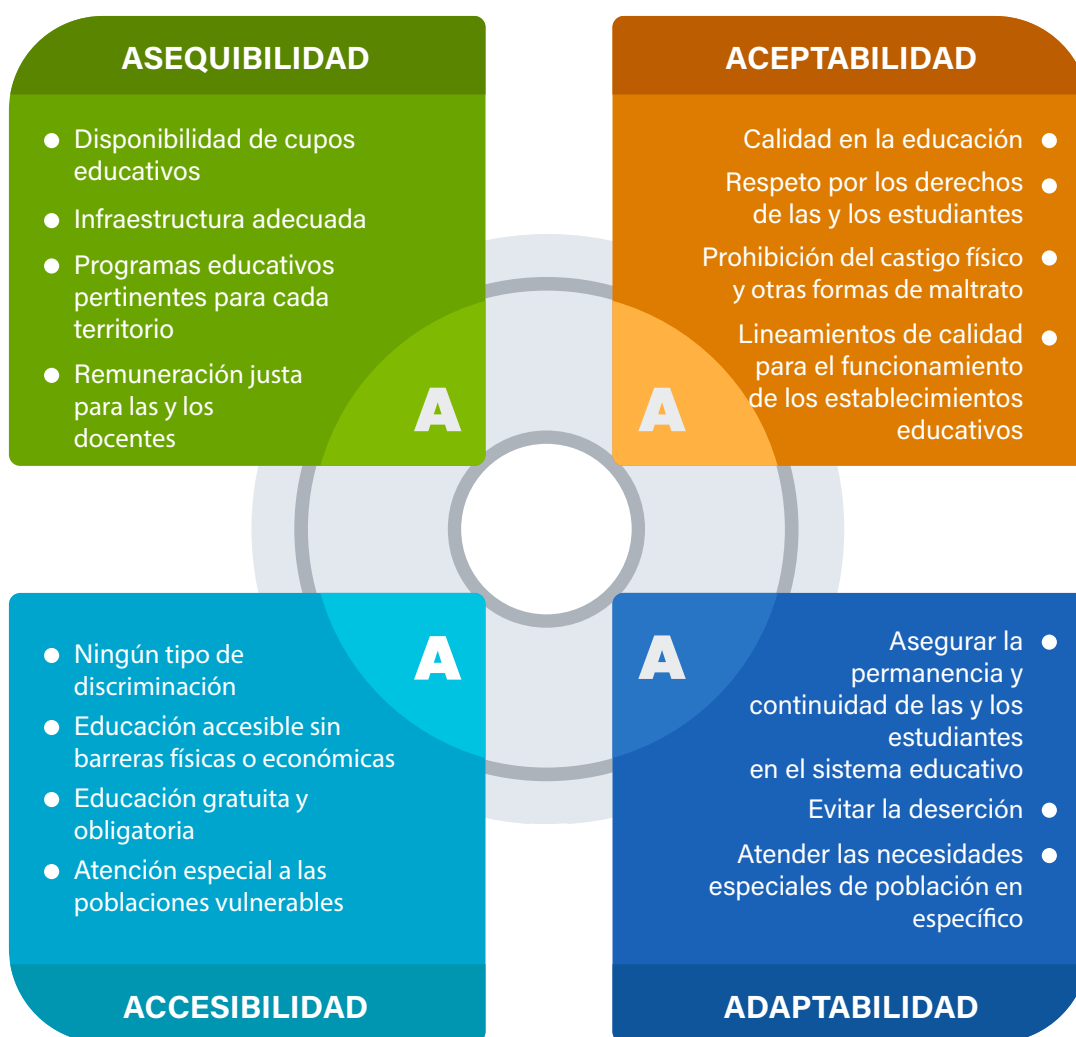 ASEQUIBILIDAD
● Disponibilidad de cupos
educativos
● Infraestructura adecuada
● Programas educativos
pertinentes para cada
territorio
● Remuneración justa
para las y los
docentes
A
ACEPTABILIDAD
Calidad en la educación ●
Respeto por los derechos ●
de las y los estudiantes
Prohibición del castigo físico ●
y otras formas de maltrato
Lineamientos de calidad ●
para el funcionamiento
de los establecimientos
educativos
A
A
● Ningún tipo de
discriminación
● Educación accesible sin
barreras físicas o económicas
● Educación gratuita y
obligatoria
● Atención especial a las
poblaciones vulnerables
ACCESIBILIDAD
A
Asegurar la ●
permanencia y
continuidad de las y los
estudiantes
en el sistema educativo
Evitar la deserción ●
Atender las necesidades ●
especiales de población en
específico
ADAPTABILIDAD